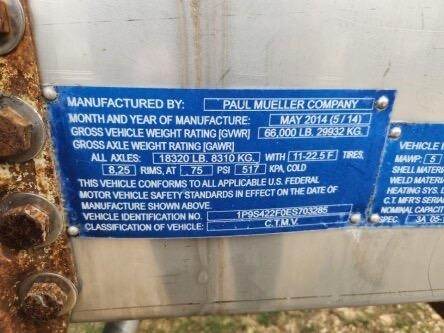 MANUFACTURED BY: PAUL MUELLER COMPANY
MONTH AND YEAR OF MANUFACTURE: MAY 2014 (5 / 14)
GROSS VEHICLE WEIGHT RATING [GVWR] 66,000 LB. 29932 KG.
GROSS AXLE WEIGHT RATING [GAWR]
ALL AXLES: 18320 LB. 8310 KG. WITH 11-22.5 F TIRES,
8.25 RIMS, AT 75 PSI 517 KPA, COLD
THIS VEHICLE CONFORMS TO ALL APPLICABLE U.S. FEDERAL
MOTOR VEHICLE SAFETY STANDARDS IN EFFECT ON THE DATE OF
MANUFACTURE SHOWN ABOVE.
VEHICLE IDENTIFICATION NO. 1P9S422F0ES703285
CLASSIFICATION OF VEHICLE: C.T.M.V.
VEHICLE
MAWP: 5
SHELL
WELD
HEATING SYS.
C.T. MFR'S
NOMINAL
SPEC. 3A